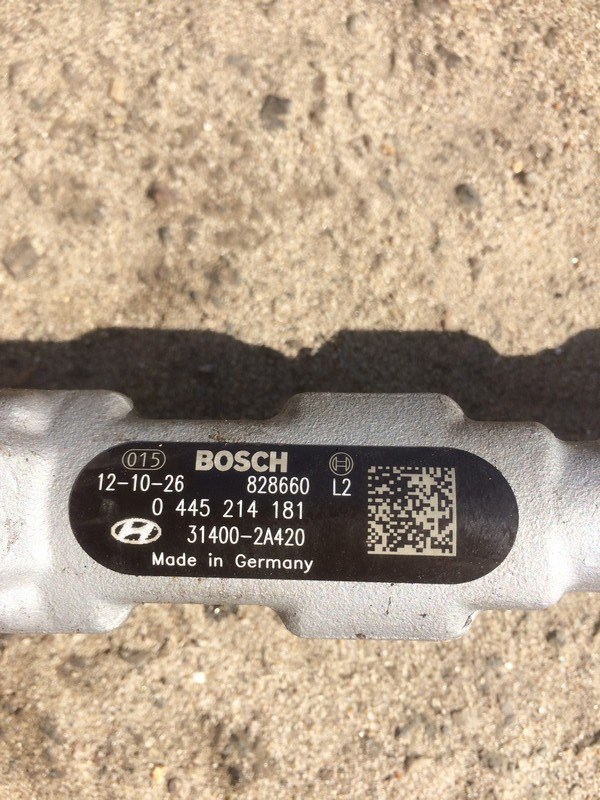 015 BOSCH
12-10-26 828660 L2
0 445 214 181
31400-2A420
Made in Germany